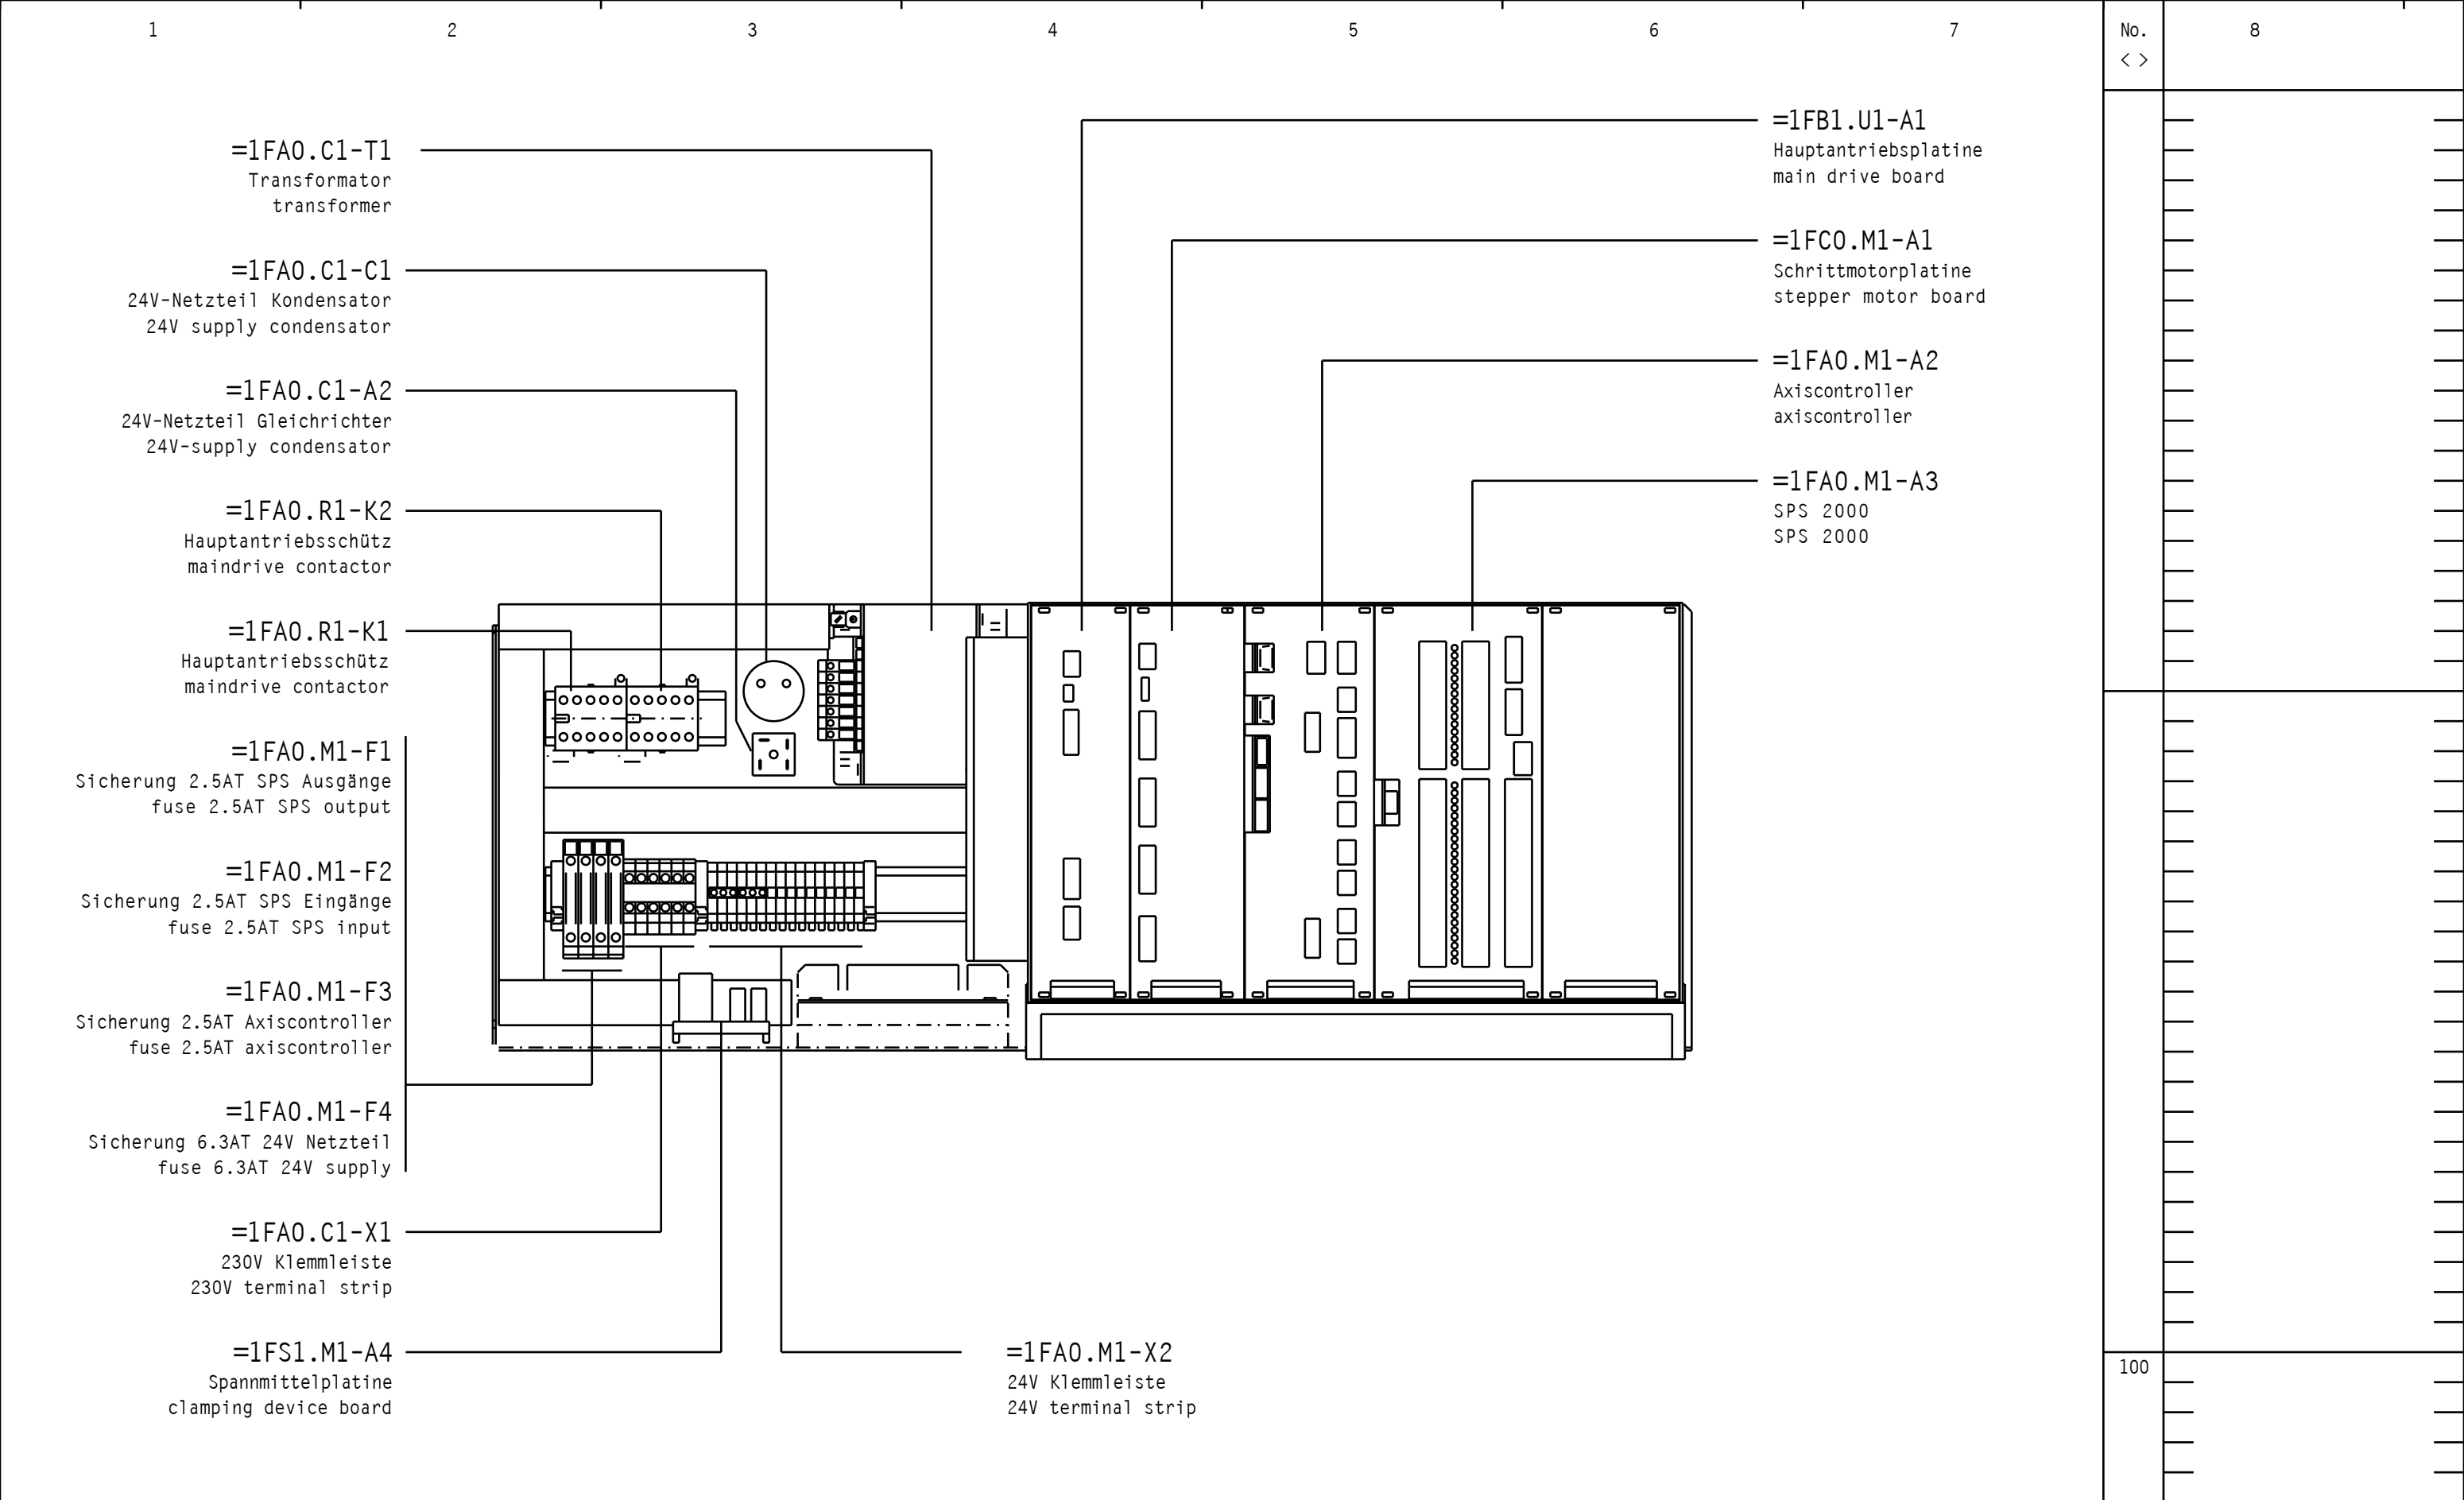 1 2 3 4 5 6 7 No. 8
< >
=1FA0.C1-T1
Transformator
transformer
=1FA0.C1-C1
24V-Netzteil Kondensator
24V supply condensator
=1FA0.C1-A2
24V-Netzteil Gleichrichter
24V-supply condensator
=1FA0.R1-K2
Hauptantriebsschütz
maindrive contactor
=1FA0.R1-K1
Hauptantriebsschütz
maindrive contactor
=1FA0.M1-F1
Sicherung 2.5AT SPS Ausgänge
fuse 2.5AT SPS output
=1FA0.M1-F2
Sicherung 2.5AT SPS Eingänge
fuse 2.5AT SPS input
=1FA0.M1-F3
Sicherung 2.5AT Axiscontroller
fuse 2.5AT axiscontroller
=1FA0.M1-F4
Sicherung 6.3AT 24V Netzteil
fuse 6.3AT 24V supply
=1FA0.C1-X1
230V Klemmleiste
230V terminal strip
=1FS1.M1-A4
Spannmittelplatine
clamping device board
=1FA0.M1-X2
24V Klemmleiste
24V terminal strip
=1FB1.U1-A1
Hauptantriebsplatine
main drive board
=1FC0.M1-A1
Schrittmotorplatine
stepper motor board
=1FA0.M1-A2
Axiscontroller
axiscontroller
=1FA0.M1-A3
SPS 2000
SPS 2000
100